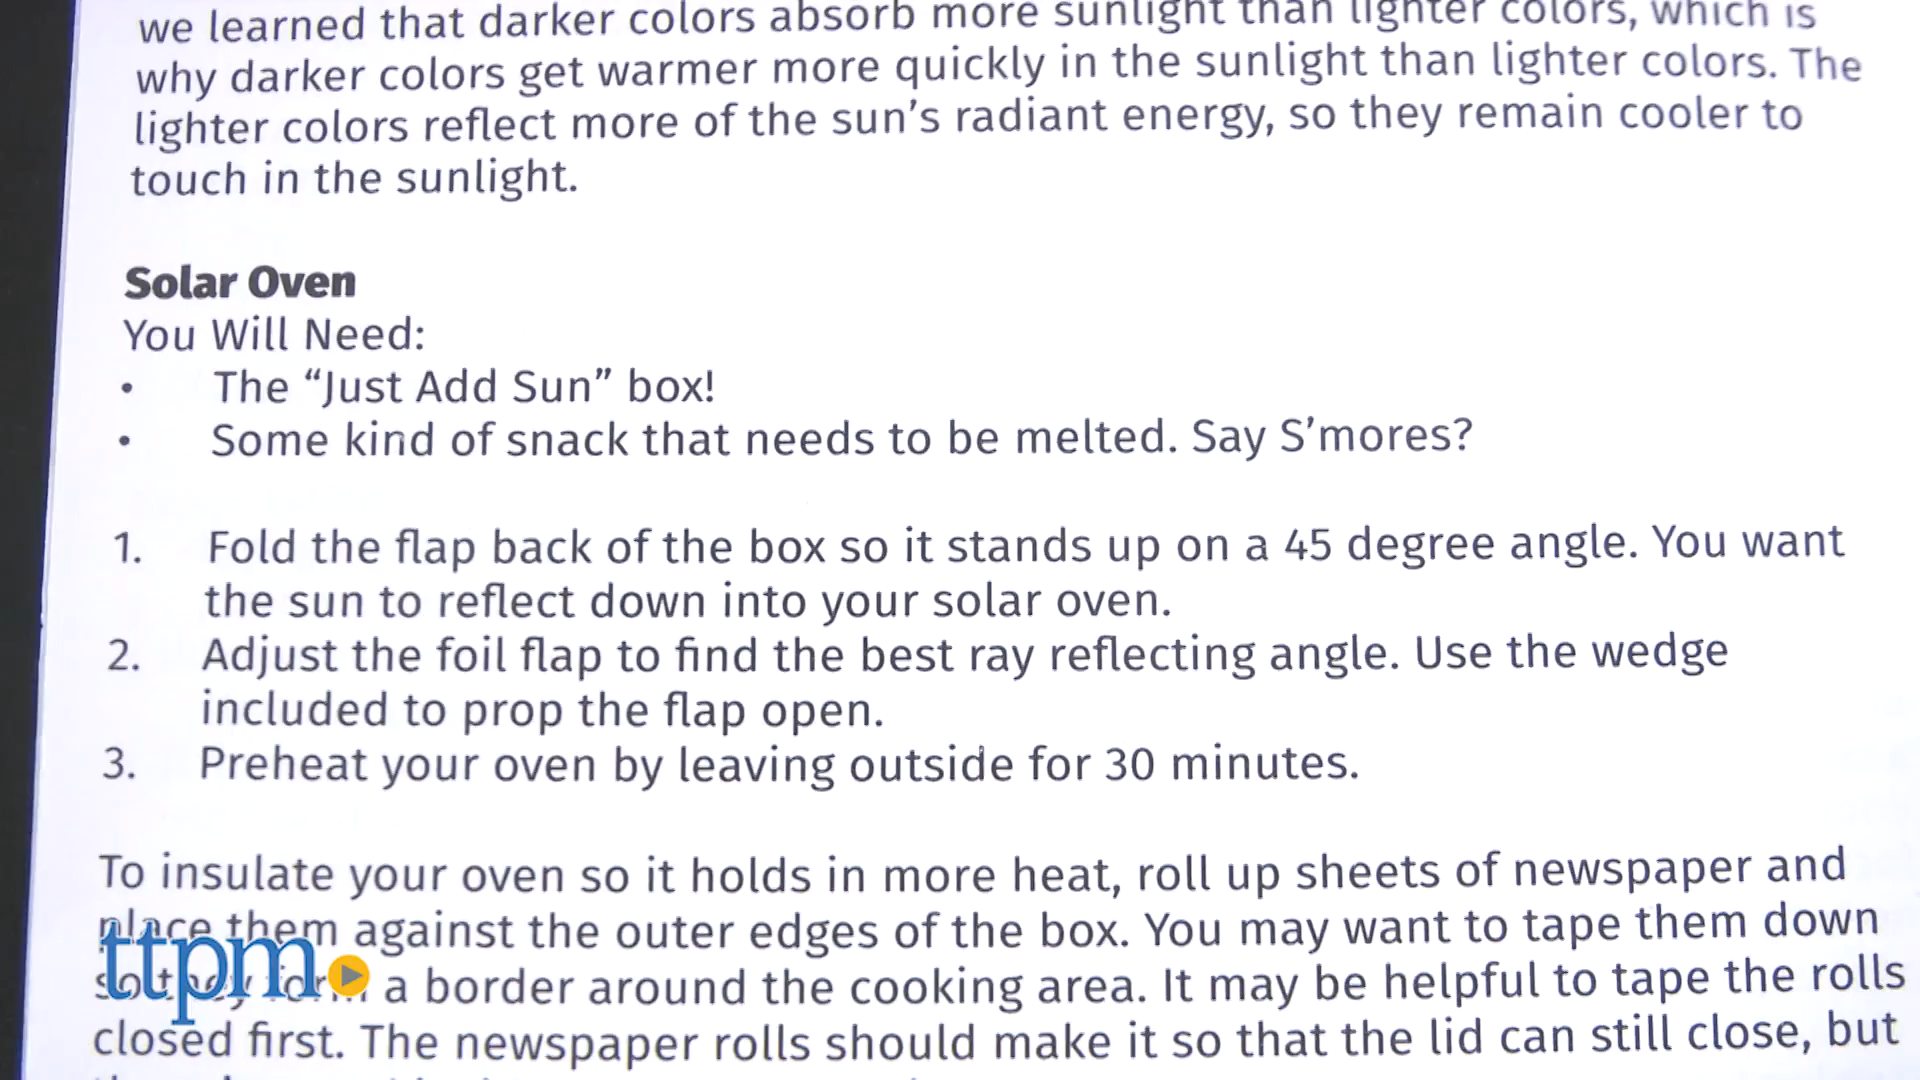 we learned that darker colors absorb more sunlight than lighter colors, which is
why darker colors get warmer more quickly in the sunlight than lighter colors. The
lighter colors reflect more of the sun's radiant energy, so they remain cooler to
touch in the sunlight.
Solar Oven
You Will Need:
• The “Just Add Sun” box!
• Some kind of snack that needs to be melted. Say S'mores?
1. Fold the flap back of the box so it stands up on a 45 degree angle. You want
the sun to reflect down into your solar oven.
2. Adjust the foil flap to find the best ray reflecting angle. Use the wedge
included to prop the flap open.
3. Preheat your oven by leaving outside for 30 minutes.
To insulate your oven so it holds in more heat, roll up sheets of newspaper and
place them against the outer edges of the box. You may want to tape them down
so they form a border around the cooking area. It may be helpful to tape the rolls
closed first. The newspaper rolls should make it so that the lid can still close, but
ttpm